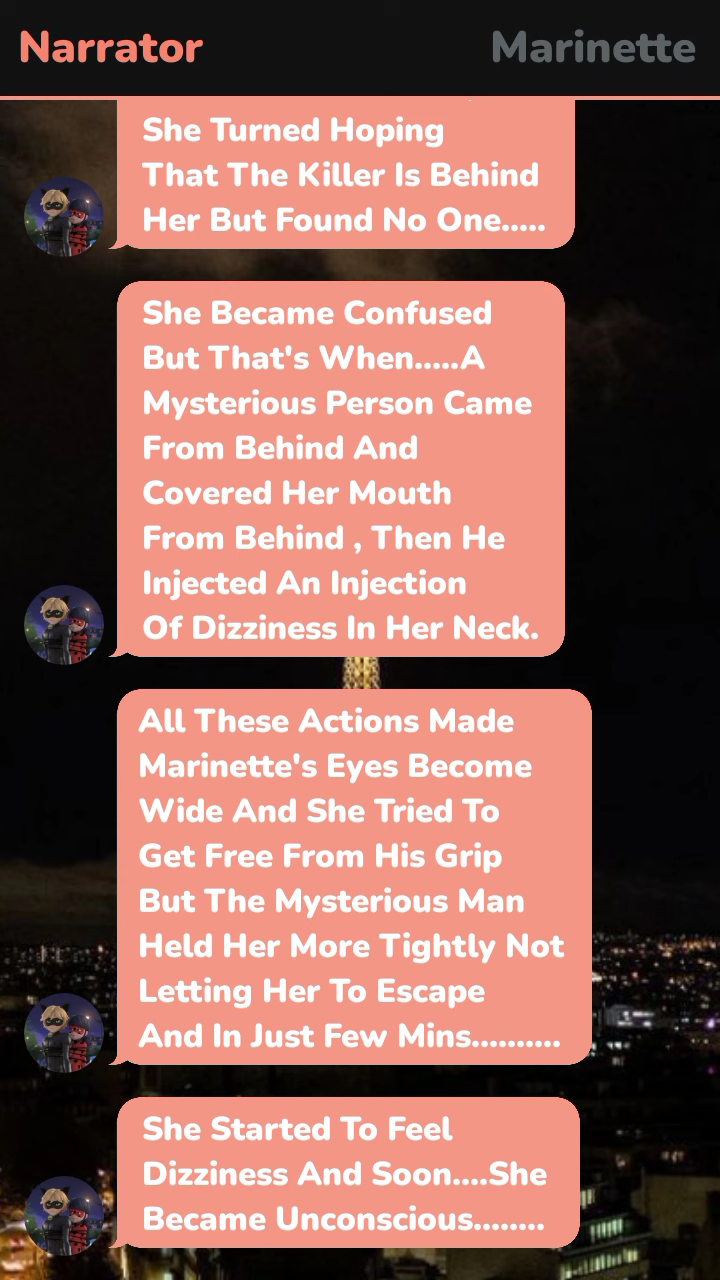 Narrator
Marinette
She Turned Hoping
That The Killer Is Behind
Her But Found No One.....
She Became Confused
But That's When.....A
Mysterious Person Came
From Behind And
Covered Her Mouth
From Behind , Then He
Injected An Injection
Of Dizziness In Her Neck.
All These Actions Made
Marinette's Eyes Become
Wide And She Tried To
Get Free From His Grip
But The Mysterious Man
Held Her More Tightly Not
Letting Her To Escape
And In Just Few Mins..........
She Started To Feel
Dizziness And Soon....She
Became Unconscious........